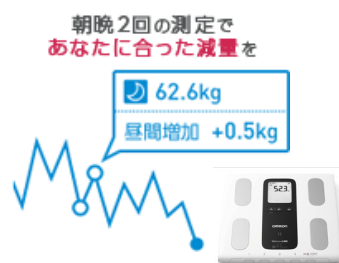 朝晩2回の測定で
あなたに合った減量を
62.6kg
昼間増加 +0.5kg
52.3
OMRON